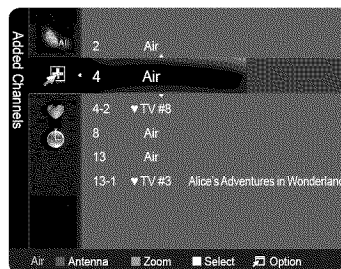 Added Channels
All
2 Air
4 Air
4-2 ♥ TV #8
8 Air
13 Air
13-1 ♥ TV #3 Alice's Adventures in Wonderland
Air Antenna Zoom Select Option